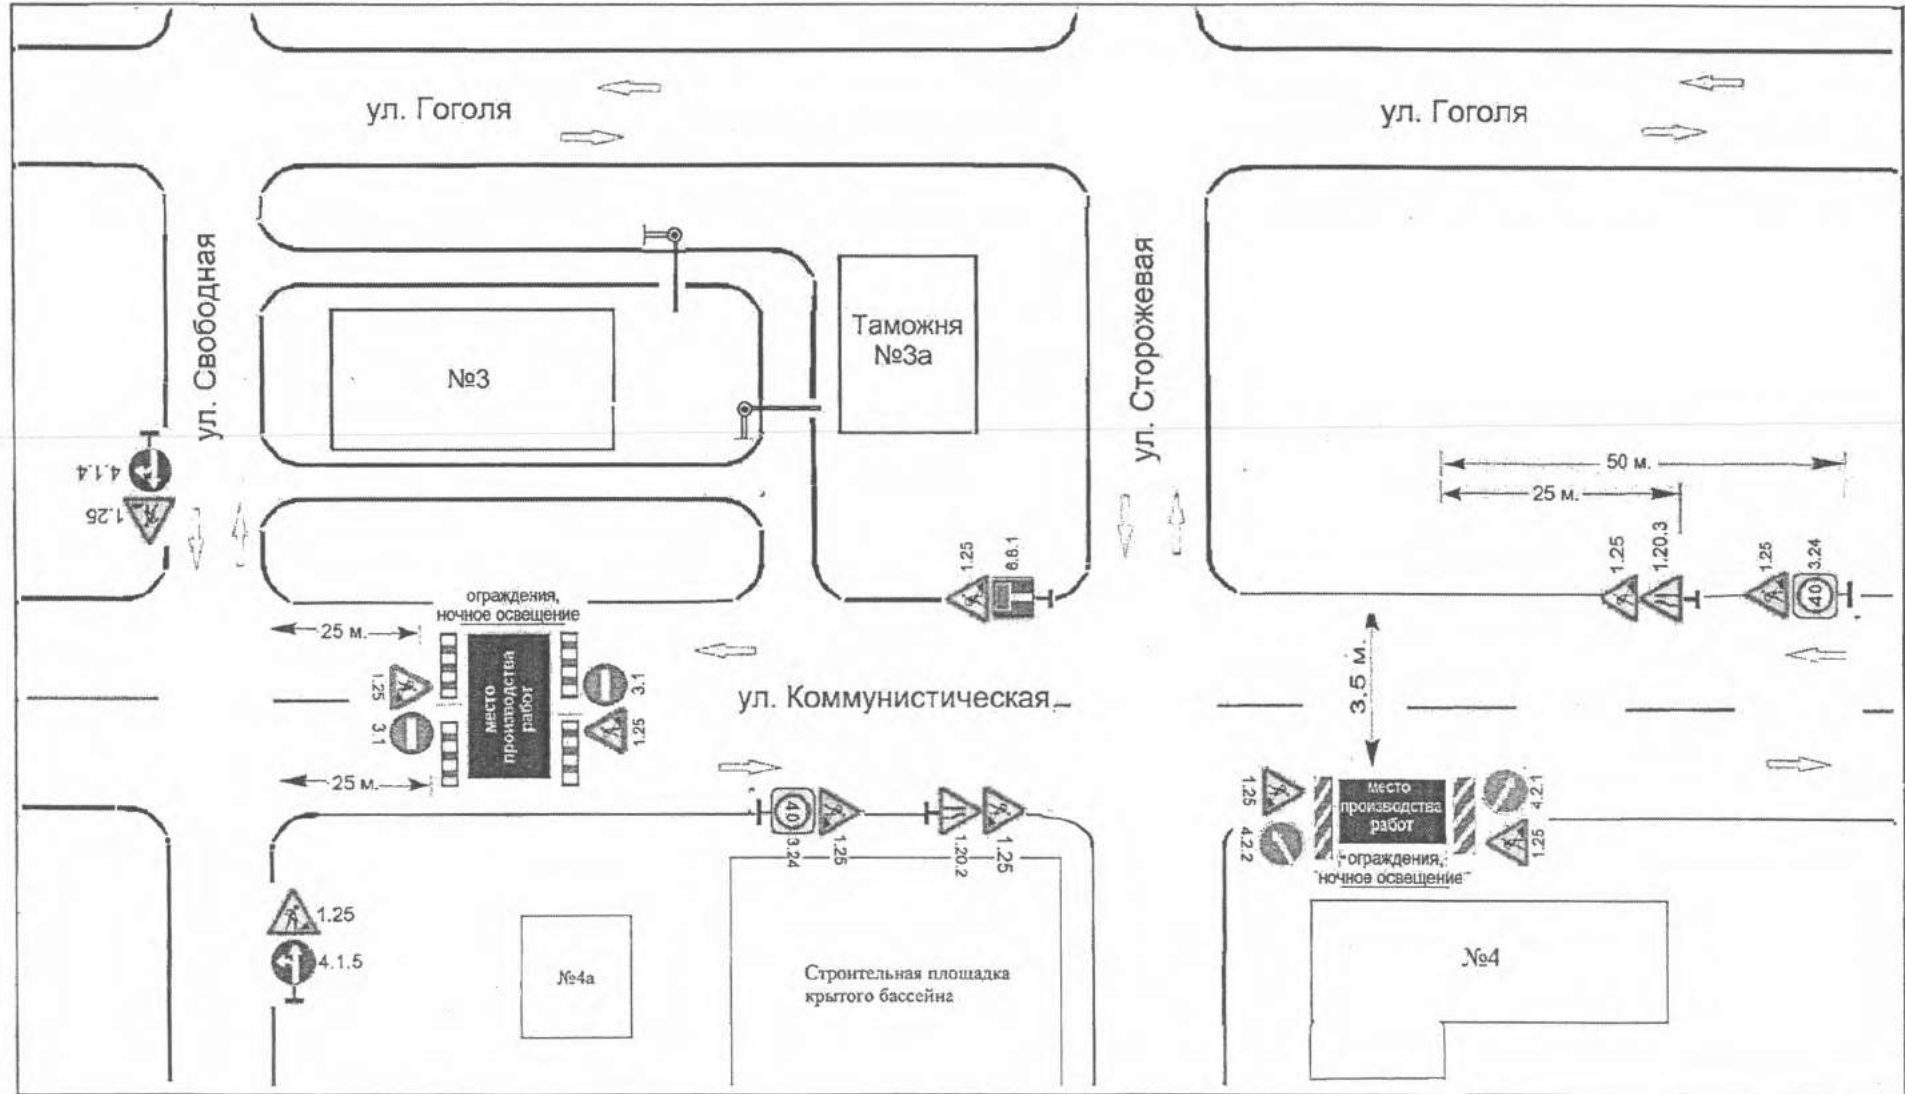 ул. Гоголя
ул. Гоголя
ул. Свободная
Таможня
№3а
№3
ул. Сторожевая
4.1.4
1.25
50 м.
25 м.
1.25
6.8.1
1.25
1.20.3
1.25
3.24
40
ограждения,
ночное освещение
25 м.
1.25
3.1
место
производства
работ
3.1
1.25
25 м.
ул. Коммунистическая
3.5 м.
40
3.24
1.25
1.20.2
1.25
1.25
4.2.2
место
производства
работ
4.2.1
1.25
ограждения,
ночное освещение
1.25
4.1.5
№4а
Строительная площадка
крытого бассейна
№4